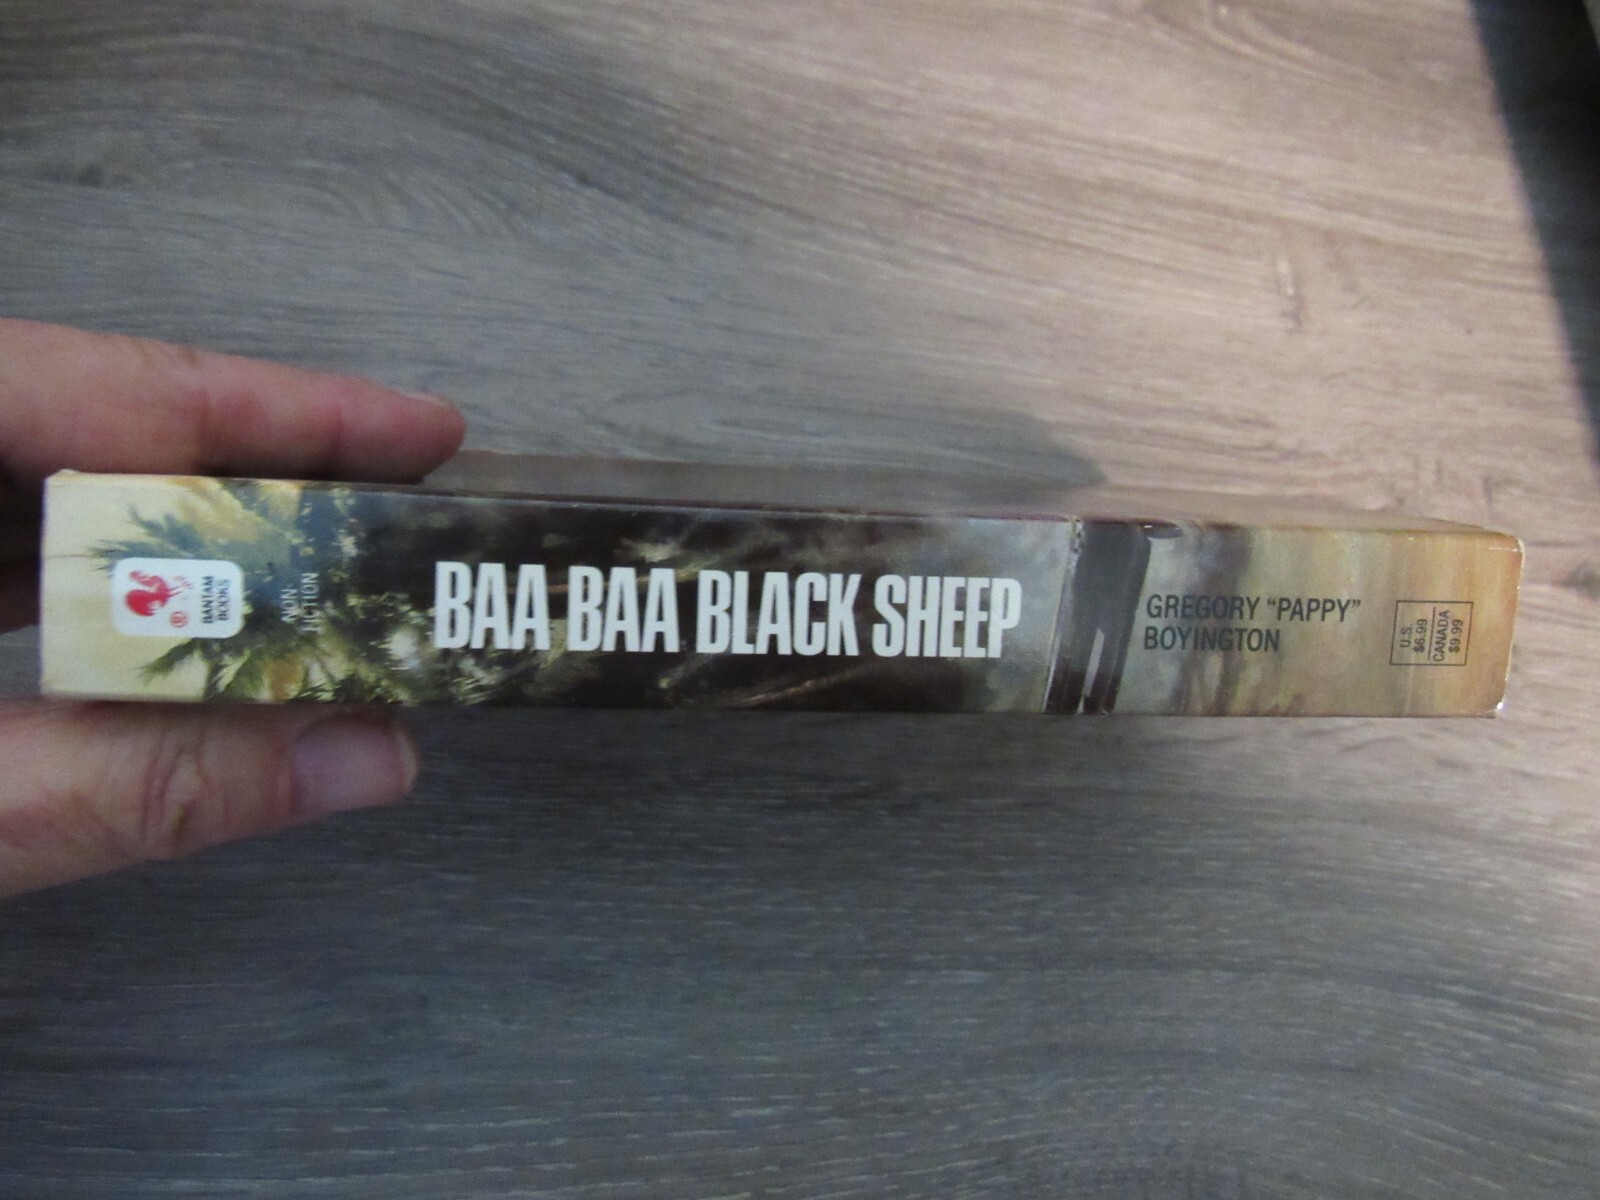 BANTAM
BOOKS
NON-
FICTION
BAA BAA BLACK SHEEP
GREGORY “PAPPY”
BOYINGTON
U.S.
$6.99
CANADA
$9.99